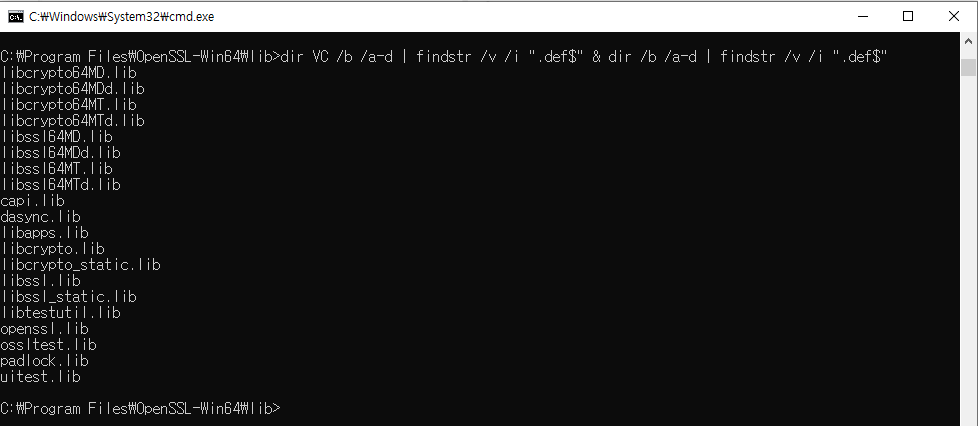 C:₩Windows₩System32₩cmd.exe
C:₩Program Files₩OpenSSL-Win64₩lib>dir VC /b /a-d | findstr /v /i ".def$" & dir /b /a-d | findstr /v /i ".def$"
libcrypto64MD.lib
libcrypto64MDd.lib
libcrypto64MT.lib
libcrypto64MTd.lib
libssl64MD.lib
libssl64MDd.lib
libssl64MT.lib
libssl64MTd.lib
capi.lib
dasync.lib
libapps.lib
libcrypto.lib
libcrypto_static.lib
libssl.lib
libssl_static.lib
libtestutil.lib
openssl.lib
ossltest.lib
padlock.lib
uitest.lib
C:₩Program Files₩OpenSSL-Win64₩lib>